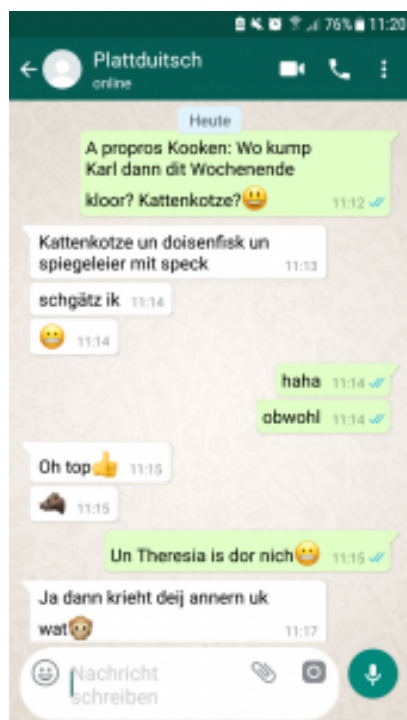 76% 11:20
Plattduitsch
online
Heute
A propros Kooken: Wo kump
Karl dann dit Wochenende
kloor? Kattenkotze?😃 11:12
Kattenkotze un doisenfisk un
spiegeleier mit speck 11:13
schgätz ik 11:14
😬 11:14
haha 11:14
obwohl 11:14
Oh top👍 11:15
11:15
Un Theresia is dor nich😬 11:15
Ja dann krieht deij annern uk
wat🙊 11:17
Nachricht
schreiben